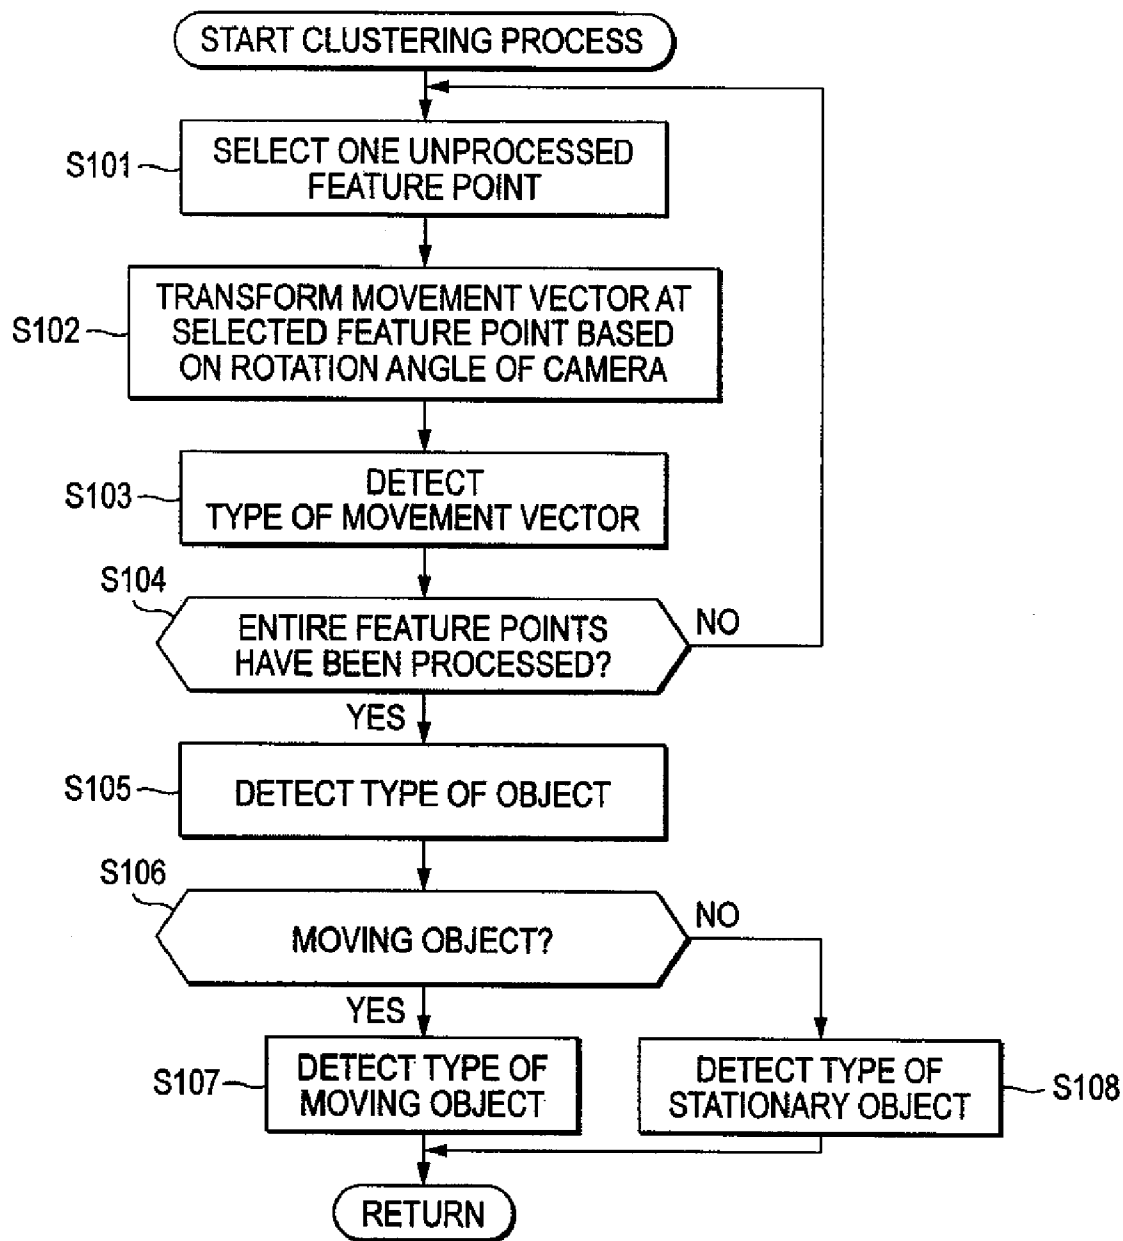 START CLUSTERING PROCESS
S101
SELECT ONE UNPROCESSED
FEATURE POINT
S102
TRANSFORM MOVEMENT VECTOR AT
SELECTED FEATURE POINT BASED
ON ROTATION ANGLE OF CAMERA
S103
DETECT
TYPE OF MOVEMENT VECTOR
S104
ENTIRE FEATURE POINTS
HAVE BEEN PROCESSED?
NO
YES
S105
DETECT TYPE OF OBJECT
S106
MOVING OBJECT?
NO
YES
S107
DETECT TYPE OF
MOVING OBJECT
DETECT TYPE OF
STATIONARY OBJECT
S108
RETURN